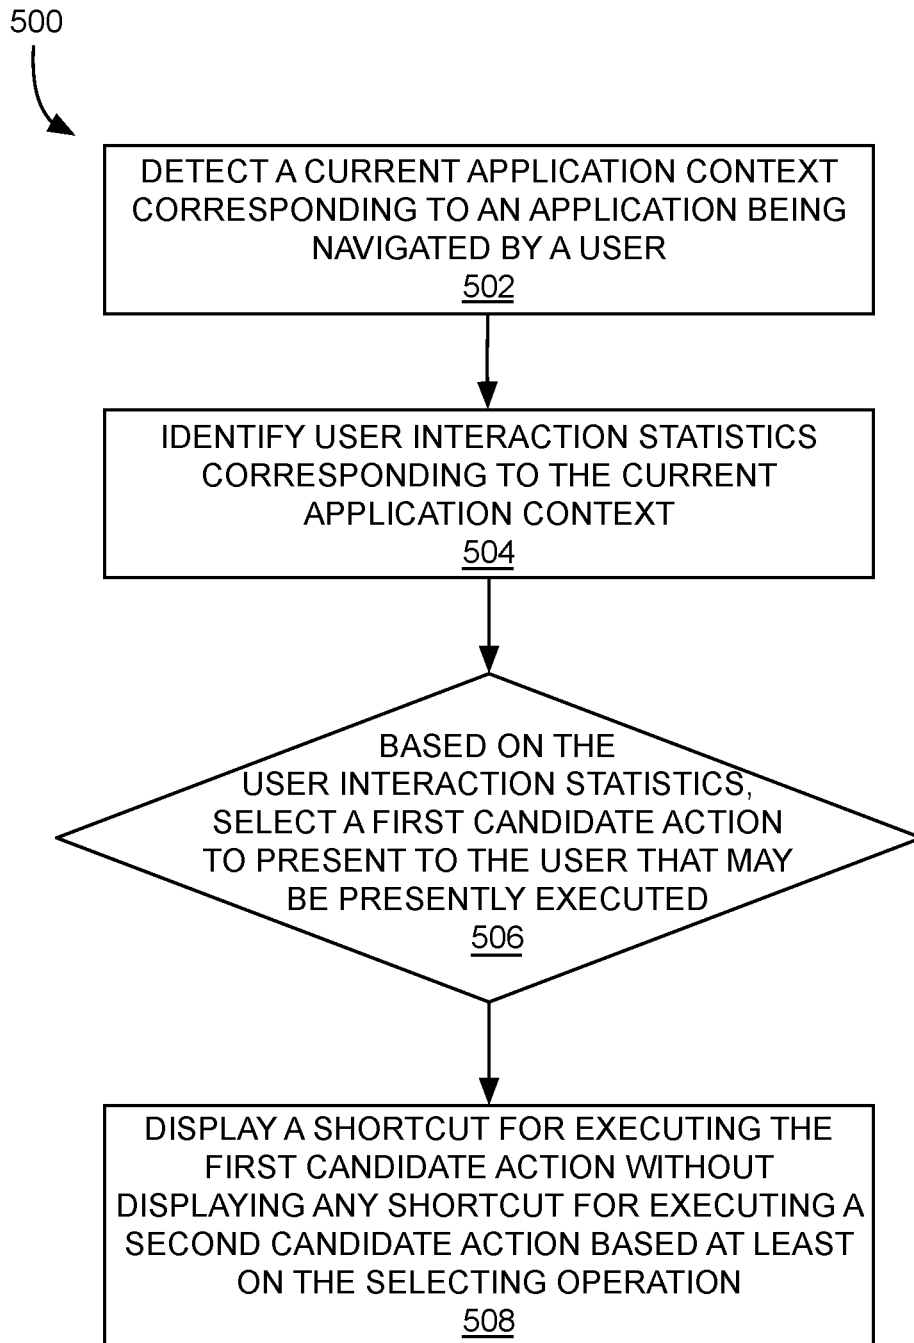 500
DETECT A CURRENT APPLICATION CONTEXT
CORRESPONDING TO AN APPLICATION BEING
NAVIGATED BY A USER
502
IDENTIFY USER INTERACTION STATISTICS
CORRESPONDING TO THE CURRENT
APPLICATION CONTEXT
504
BASED ON THE
USER INTERACTION STATISTICS,
SELECT A FIRST CANDIDATE ACTION
TO PRESENT TO THE USER THAT MAY
BE PRESENTLY EXECUTED
506
DISPLAY A SHORTCUT FOR EXECUTING THE
FIRST CANDIDATE ACTION WITHOUT
DISPLAYING ANY SHORTCUT FOR EXECUTING A
SECOND CANDIDATE ACTION BASED AT LEAST
ON THE SELECTING OPERATION
508